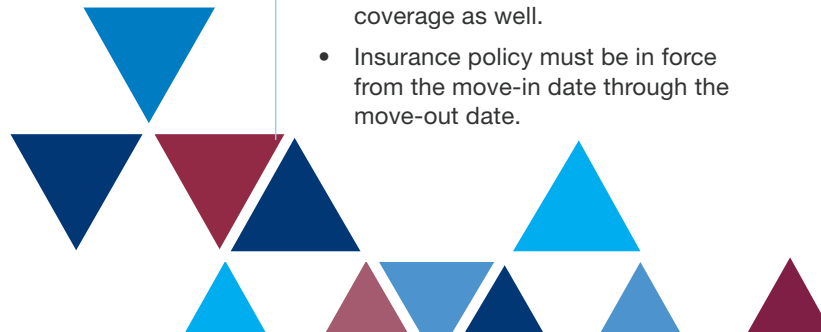 coverage as well.
• Insurance policy must be in force
from the move-in date through the
move-out date.